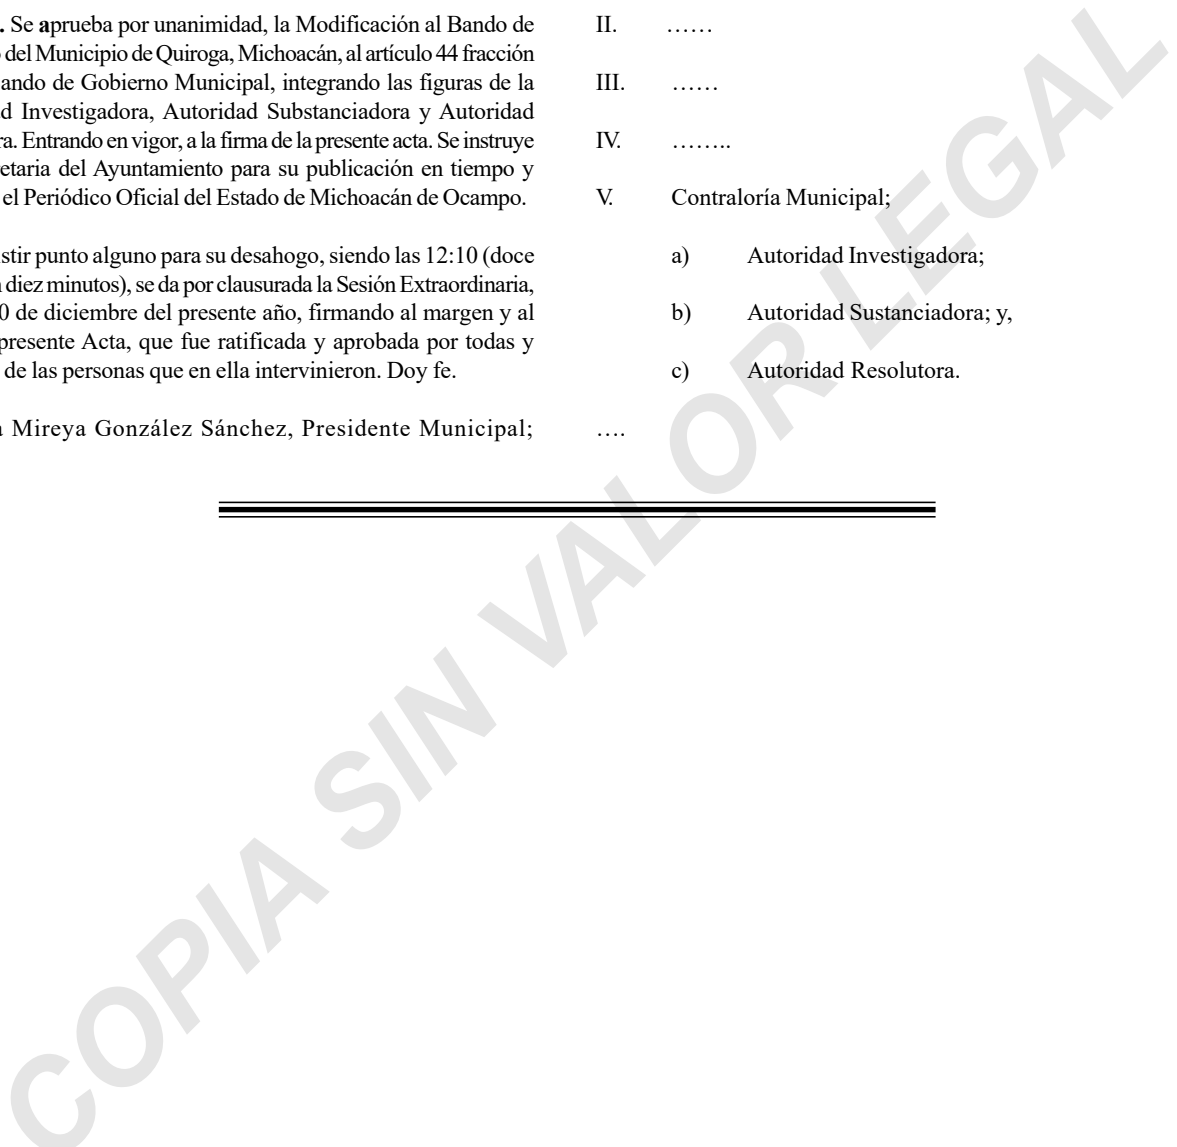 . Se aprueba por unanimidad, la Modificación al Bando de
del Municipio de Quiroga, Michoacán, al artículo 44 fracción
ando de Gobierno Municipal, integrando las figuras de la
d Investigadora, Autoridad Substanciadora y Autoridad
ra. Entrando en vigor, a la firma de la presente acta. Se instruye
retaria del Ayuntamiento para su publicación en tiempo y
el Periódico Oficial del Estado de Michoacán de Ocampo.
stir punto alguno para su desahogo, siendo las 12:10 (doce
n diez minutos), se da por clausurada la Sesión Extraordinaria,
0 de diciembre del presente año, firmando al margen y al
presente Acta, que fue ratificada y aprobada por todas y
de las personas que en ella intervinieron. Doy fe.
Mireya González Sánchez, Presidente Municipal;
II. ……
III. ……
IV. ……..
V. Contraloría Municipal;
a) Autoridad Investigadora;
b) Autoridad Sustanciadora; y,
c) Autoridad Resolutora.
….
COPIA SIN VALOR LEGAL